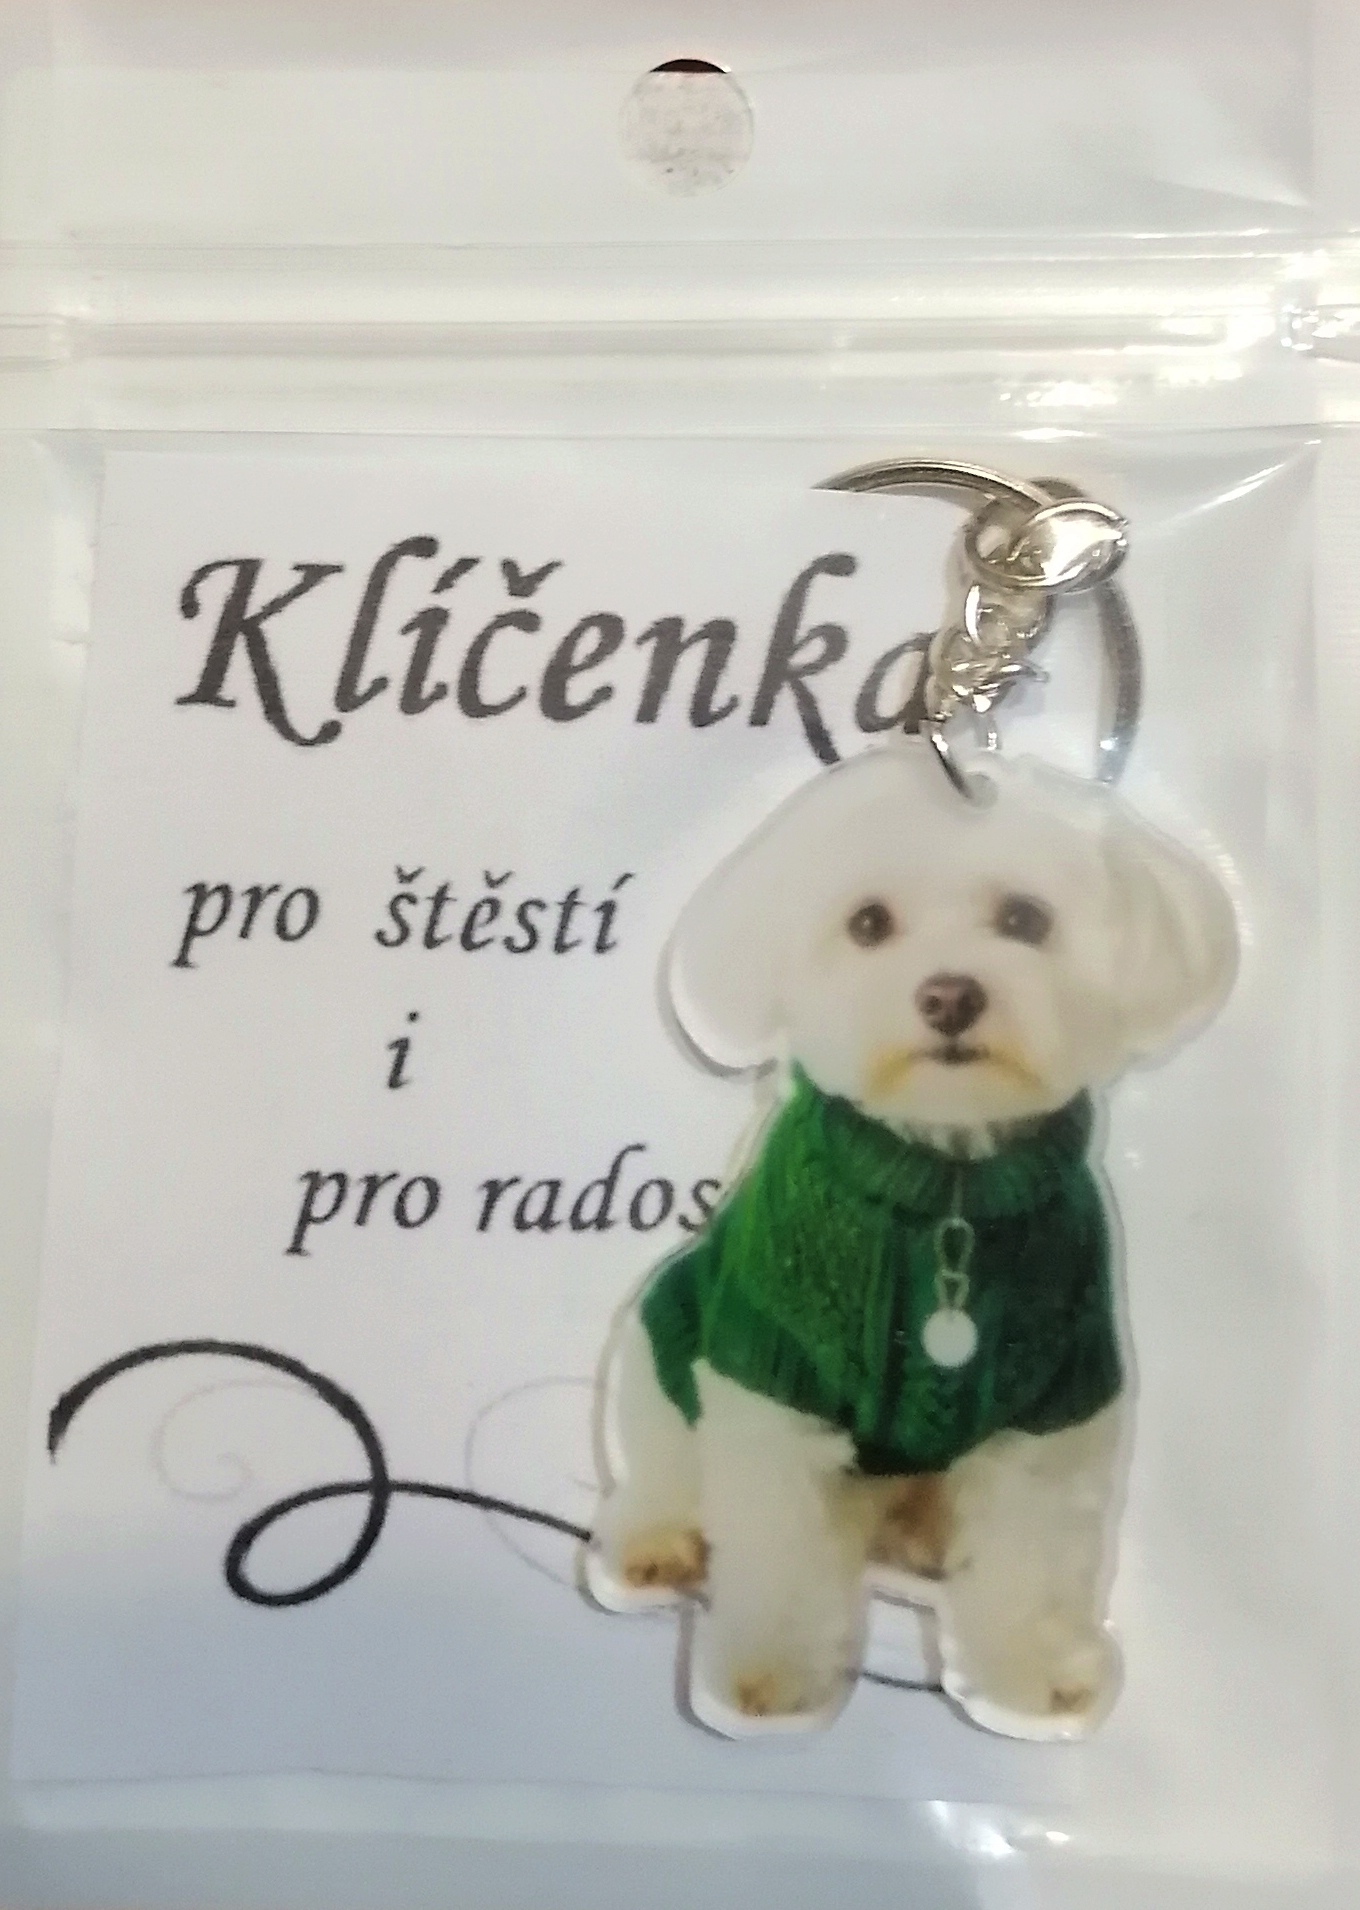 Klíčenka
pro štěstí
i
pro rados